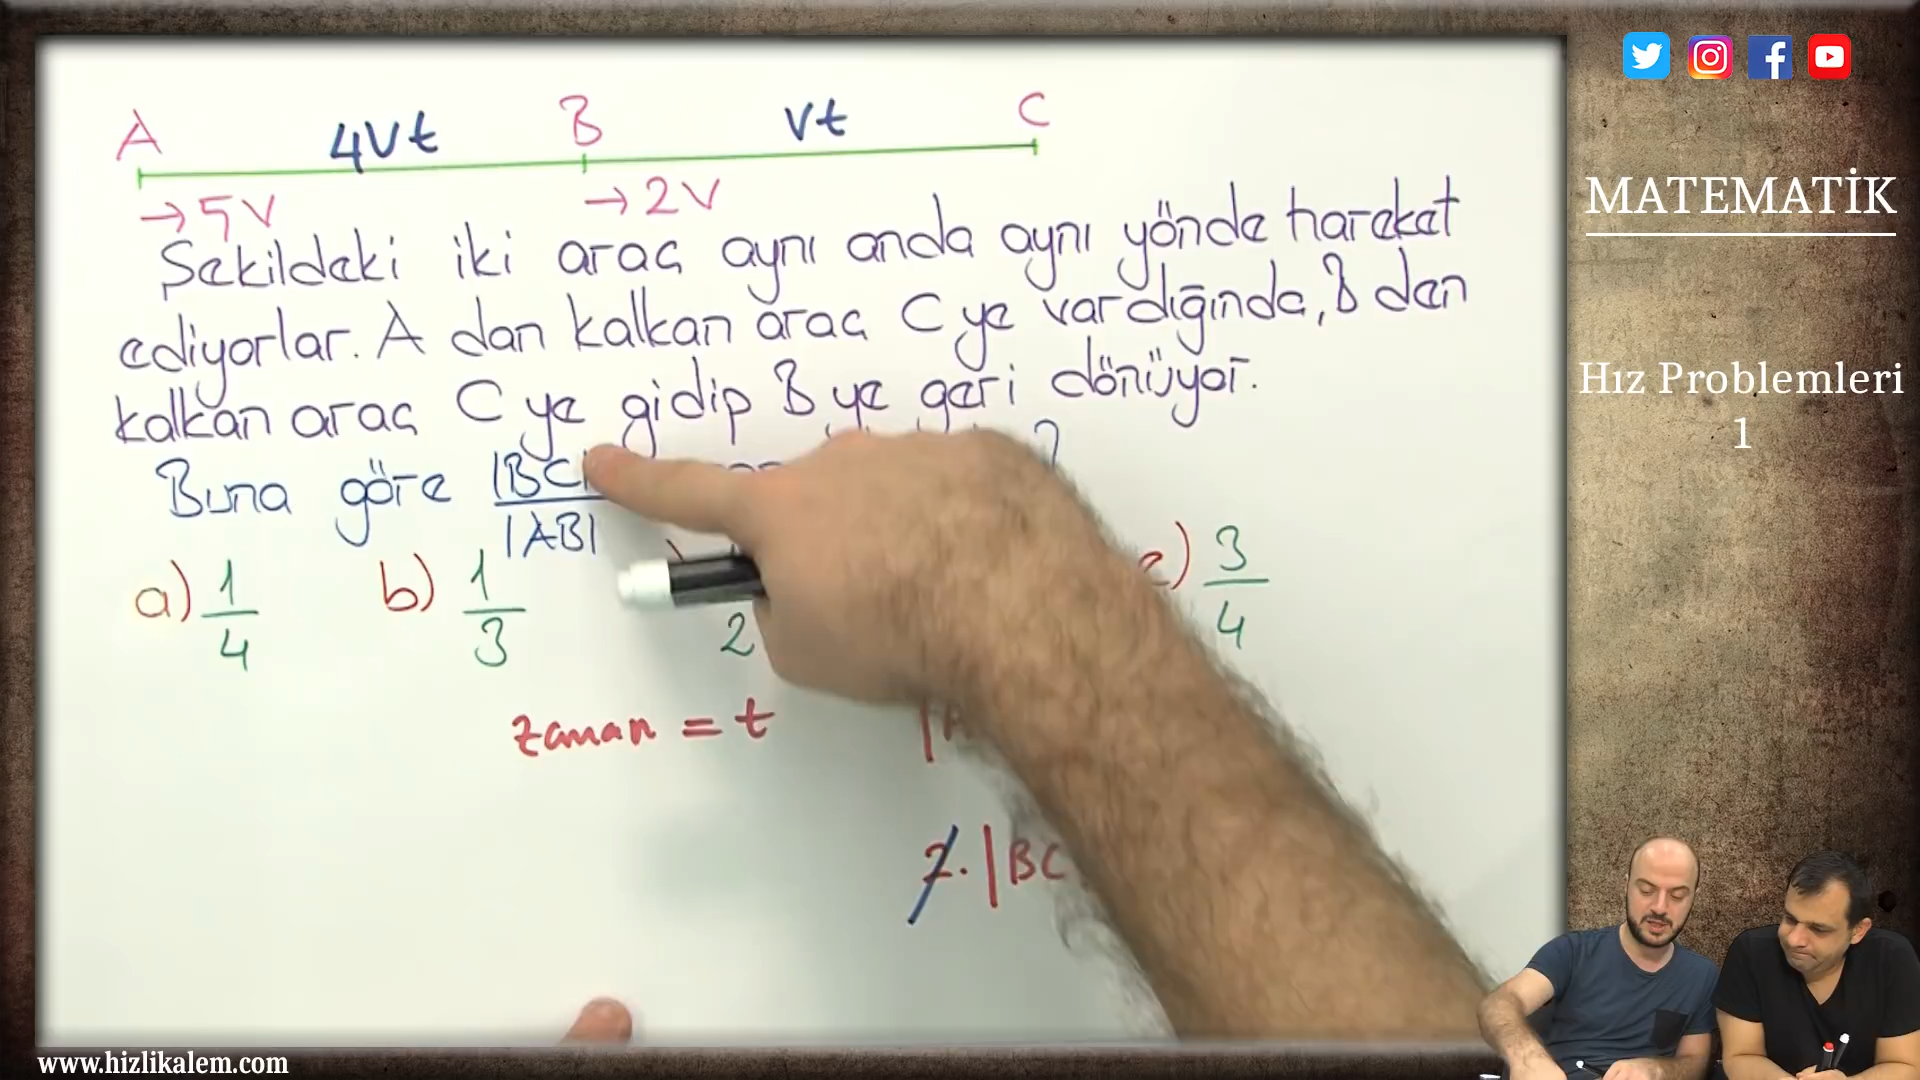 A 4Vt B Vt C
→5V →2V
Şekildeki iki araç aynı anda aynı yönde hareket
ediyorlar. A dan kalkan araç C ye vardığında, B den
kalkan araç C ye gidip B ye geri dönüyor.
Buna göre |BC| ?
|AB|
a) 1/4 b) 1/3 2 e) 3/4
zaman = t
2. |BC
MATEMATİK
Hız Problemleri
1
www.hizlikalem.com